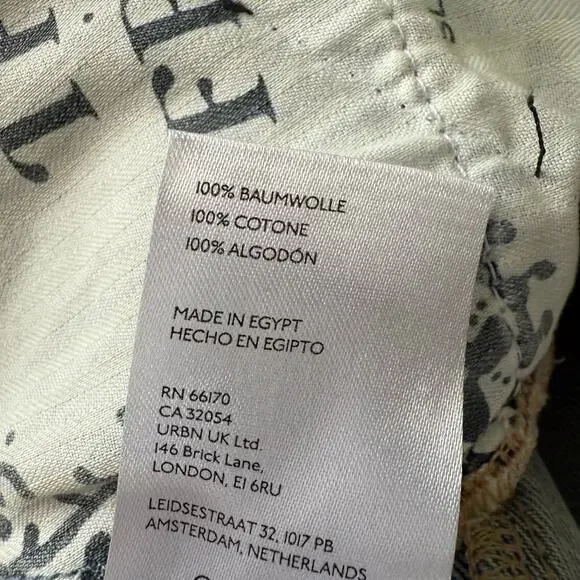 100% BAUMWOLLE
100% COTONE
100% ALGODÓN
MADE IN EGYPT
HECHO EN EGIPTO
RN 66170
CA 32054
URBN UK Ltd.
146 Brick Lane,
LONDON, E1 6RU
LEIDSESTRAAT 32, 1017 PB
AMSTERDAM, NETHERLANDS